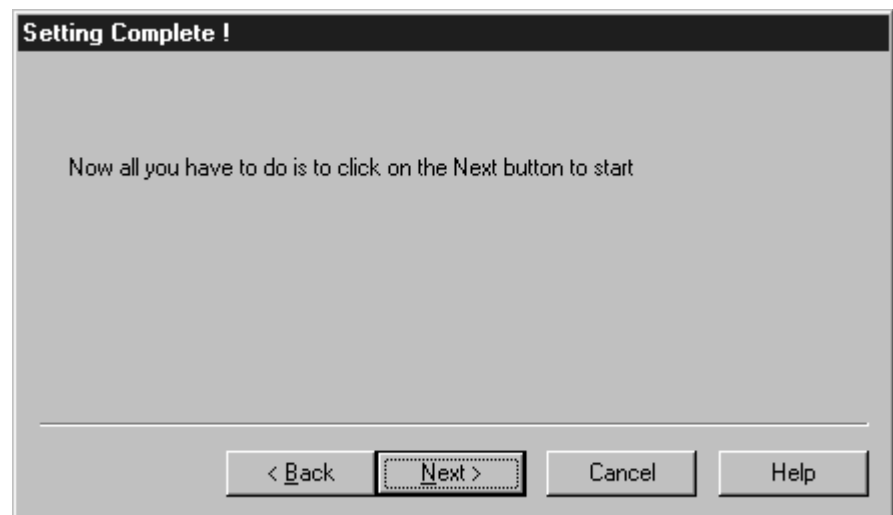 Setting Complete !
Now all you have to do is to click on the Next button to start
< Back Next > Cancel Help